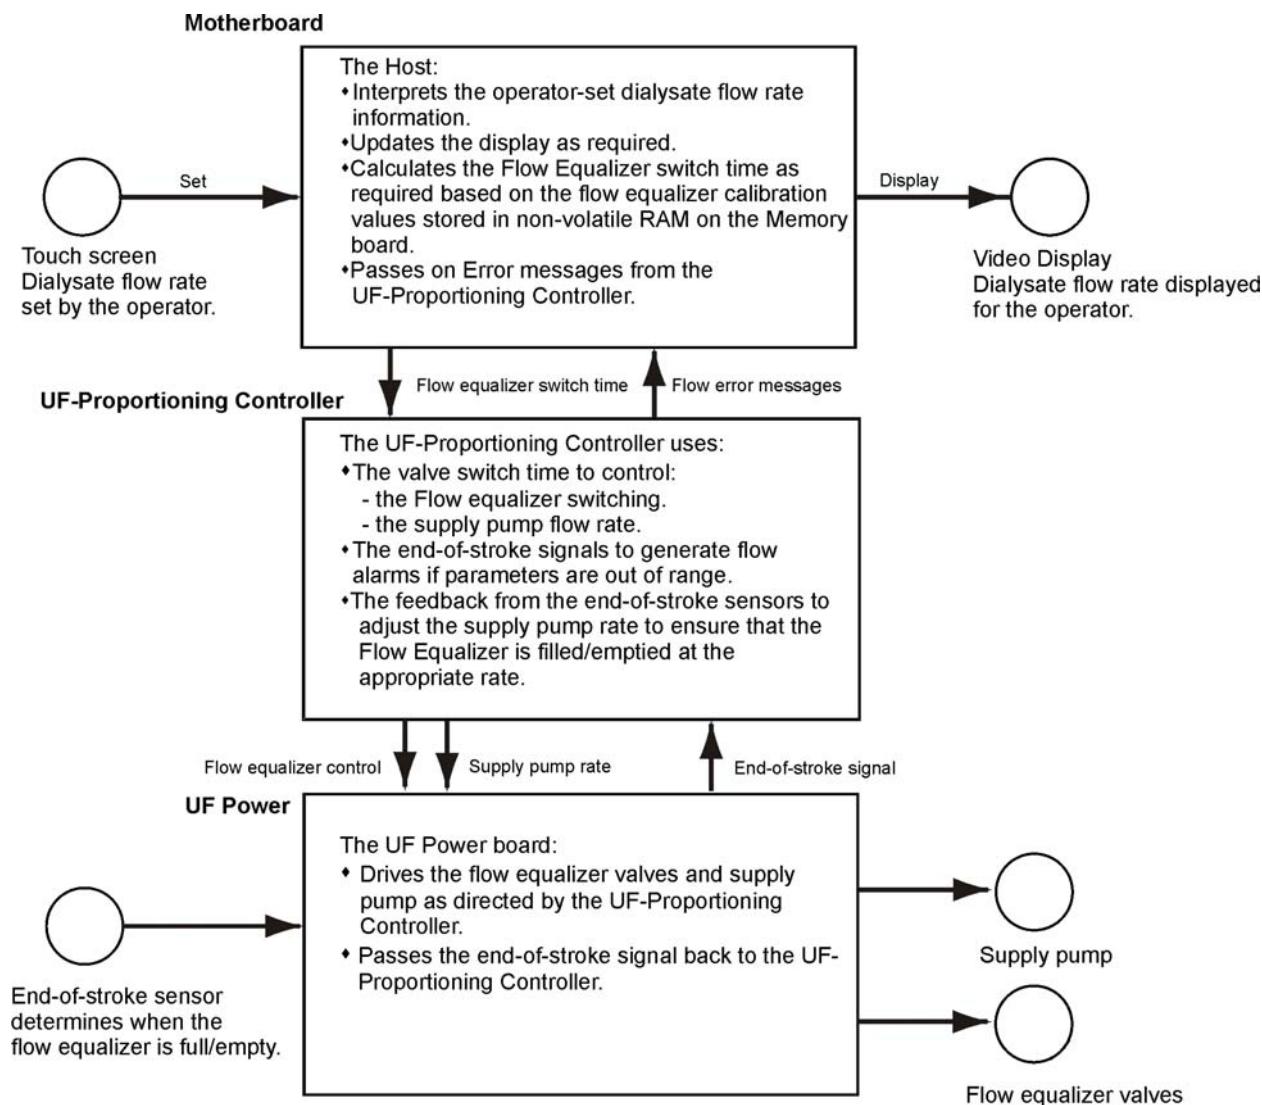 Motherboard
The Host:
♦Interprets the operator-set dialysate flow rate
information.
♦Updates the display as required.
♦Calculates the Flow Equalizer switch time as
required based on the flow equalizer calibration
values stored in non-volatile RAM on the Memory
board.
♦Passes on Error messages from the
UF-Proportioning Controller.
Set
Touch screen
Dialysate flow rate
set by the operator.
Display
Video Display
Dialysate flow rate displayed
for the operator.
Flow equalizer switch time
Flow error messages
UF-Proportioning Controller
The UF-Proportioning Controller uses:
♦The valve switch time to control:
- the Flow equalizer switching.
- the supply pump flow rate.
♦The end-of-stroke signals to generate flow
alarms if parameters are out of range.
♦The feedback from the end-of-stroke sensors to
adjust the supply pump rate to ensure that the
Flow Equalizer is filled/emptied at the
appropriate rate.
Flow equalizer control
Supply pump rate
End-of-stroke signal
UF Power
The UF Power board:
♦ Drives the flow equalizer valves and supply
pump as directed by the UF-Proportioning
Controller.
♦ Passes the end-of-stroke signal back to the UF-
Proportioning Controller.
End-of-stroke sensor
determines when the
flow equalizer is full/empty.
Supply pump
Flow equalizer valves